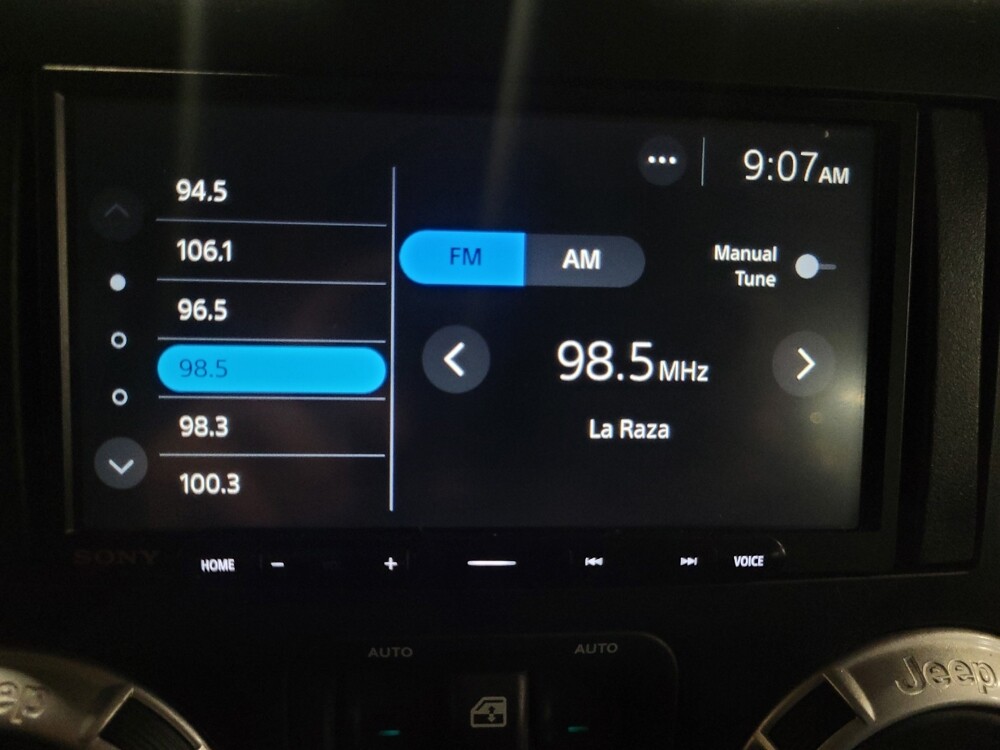 9:07AM
94.5
106.1
96.5
98.5
98.3
100.3
FM AM
Manual
Tune
98.5MHz
La Raza
SONY
HOME - + VOICE
AUTO AUTO
Jeep